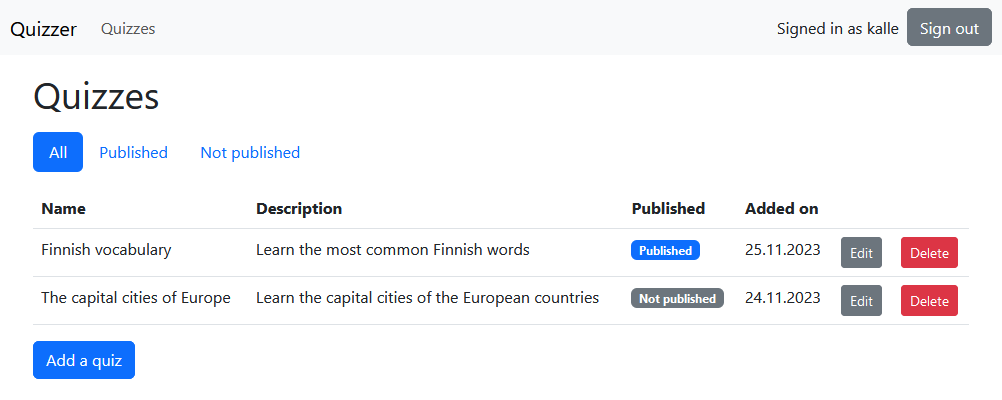 Quizzer Quizzes Signed in as kalle Sign out
Quizzes
All Published Not published
Name Description Published Added on
Finnish vocabulary Learn the most common Finnish words Published 25.11.2023 Edit Delete
The capital cities of Europe Learn the capital cities of the European countries Not published 24.11.2023 Edit Delete
Add a quiz